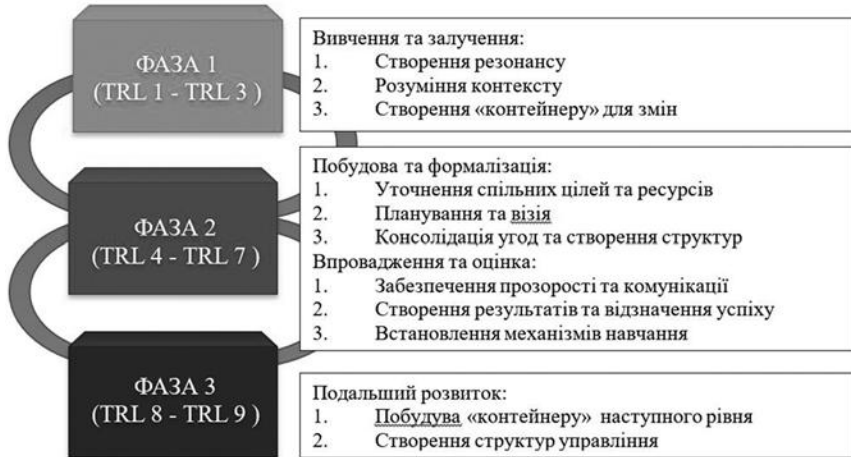 ФАЗА 1
(TRL 1 - TRL 3 )
Вивчення та залучення:
1. Створення резонансу
2. Розуміння контексту
3. Створення «контейнеру» для змін
ФАЗА 2
(TRL 4 - TRL 7 )
Побудова та формалізація:
1. Уточнення спільних цілей та ресурсів
2. Планування та візія
3. Консолідація угод та створення структур
Впровадження та оцінка:
1. Забезпечення прозорості та комунікації
2. Створення результатів та відзначення успіху
3. Встановлення механізмів навчання
ФАЗА 3
(TRL 8 - TRL 9 )
Подальший розвиток:
1. Побудува «контейнеру» наступного рівня
2. Створення структур управління